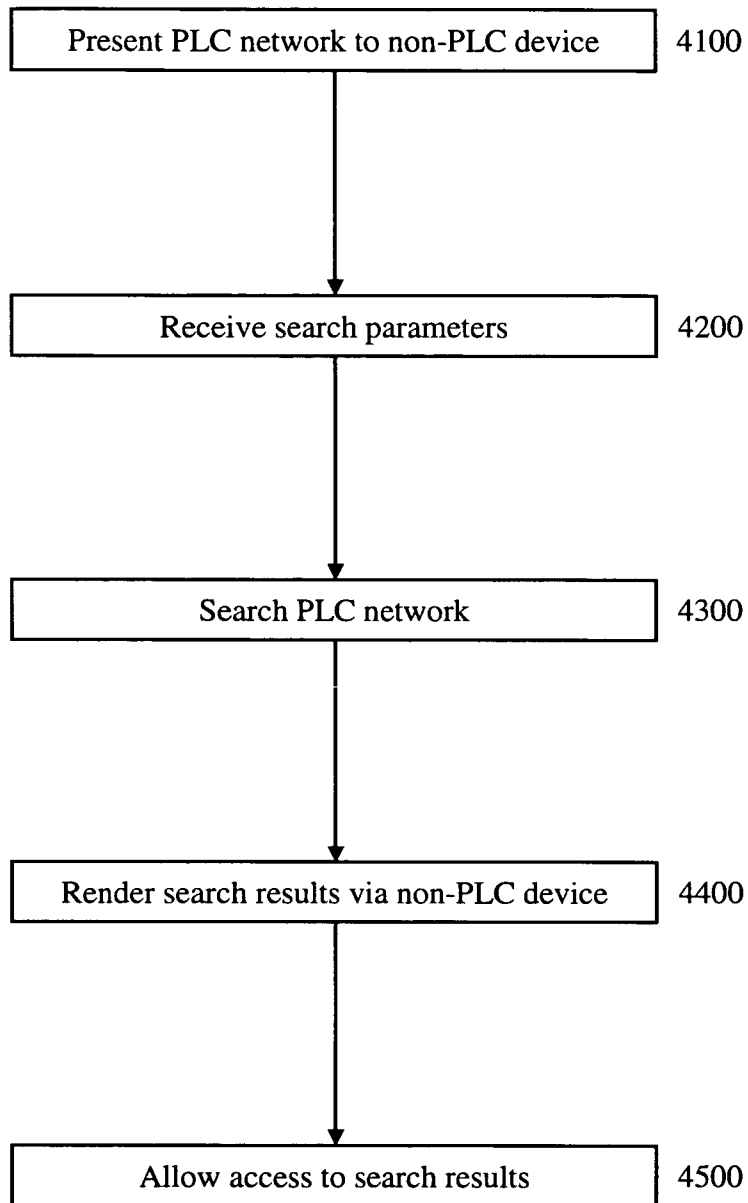 Present PLC network to non-PLC device 4100
Receive search parameters 4200
Search PLC network 4300
Render search results via non-PLC device 4400
Allow access to search results 4500